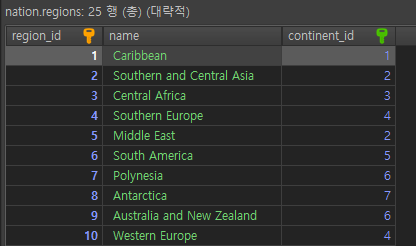 nation.regions: 25 행 (총) (대략적)
region_id name continent_id
1 Caribbean 1
2 Southern and Central Asia 2
3 Central Africa 3
4 Southern Europe 4
5 Middle East 2
6 South America 5
7 Polynesia 6
8 Antarctica 7
9 Australia and New Zealand 6
10 Western Europe 4